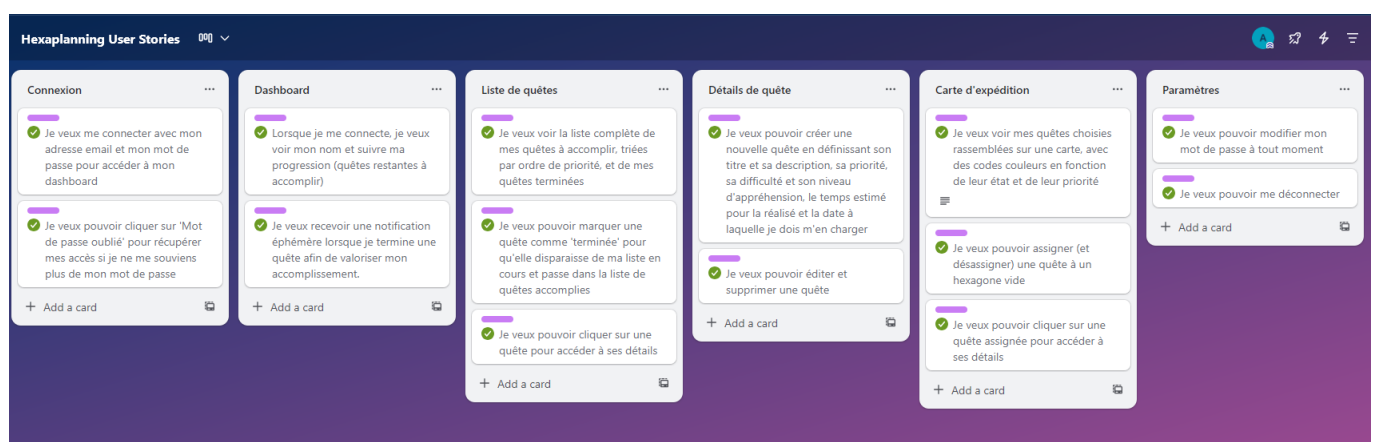 Hexaplanning User Stories
A
Connexion
Je veux me connecter avec mon
adresse email et mon mot de
passe pour accéder à mon
dashboard
Je veux pouvoir cliquer sur 'Mot
de passe oublié' pour récupérer
mes accès si je ne me souviens
plus de mon mot de passe
Add a card
Dashboard
Lorsque je me connecte, je veux
voir mon nom et suivre ma
progression (quêtes restantes à
accomplir)
Je veux recevoir une notification
éphémère lorsque je termine une
quête afin de valoriser mon
accomplissement.
Add a card
Liste de quêtes
Je veux voir la liste complète de
mes quêtes à accomplir, triées
par ordre de priorité, et de mes
quêtes terminées
Je veux pouvoir marquer une
quête comme 'terminée' pour
qu'elle disparaisse de ma liste en
cours et passe dans la liste de
quêtes accomplies
Je veux pouvoir cliquer sur une
quête pour accéder à ses détails
Add a card
Détails de quête
Je veux pouvoir créer une
nouvelle quête en définissant son
titre et sa description, sa priorité,
sa difficulté et son niveau
d'appréhension, le temps estimé
pour la réalisé et la date à
laquelle je dois m'en charger
Je veux pouvoir éditer et
supprimer une quête
Add a card
Carte d'expédition
Je veux voir mes quêtes choisies
rassemblées sur une carte, avec
des codes couleurs en fonction
de leur état et de leur priorité
Je veux pouvoir assigner (et
désassigner) une quête à un
hexagone vide
Je veux pouvoir cliquer sur une
quête assignée pour accéder à
ses détails
Add a card
Paramètres
Je veux pouvoir modifier mon
mot de passe à tout moment
Je veux pouvoir me déconnecter
Add a card